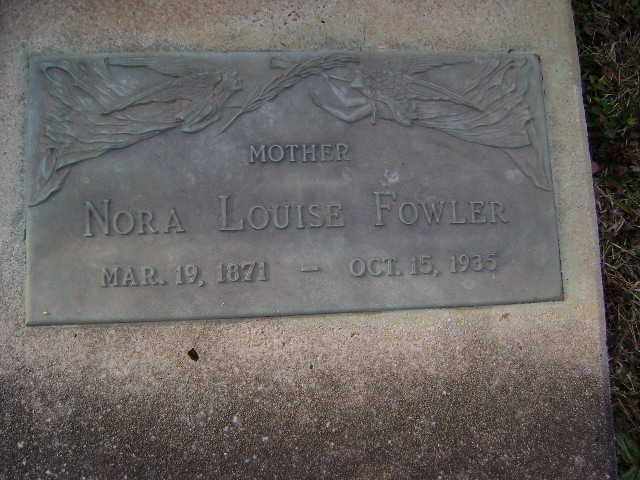 MOTHER
NORA LOUISE FOWLER
MAR. 19, 1871 — OCT. 15, 1935